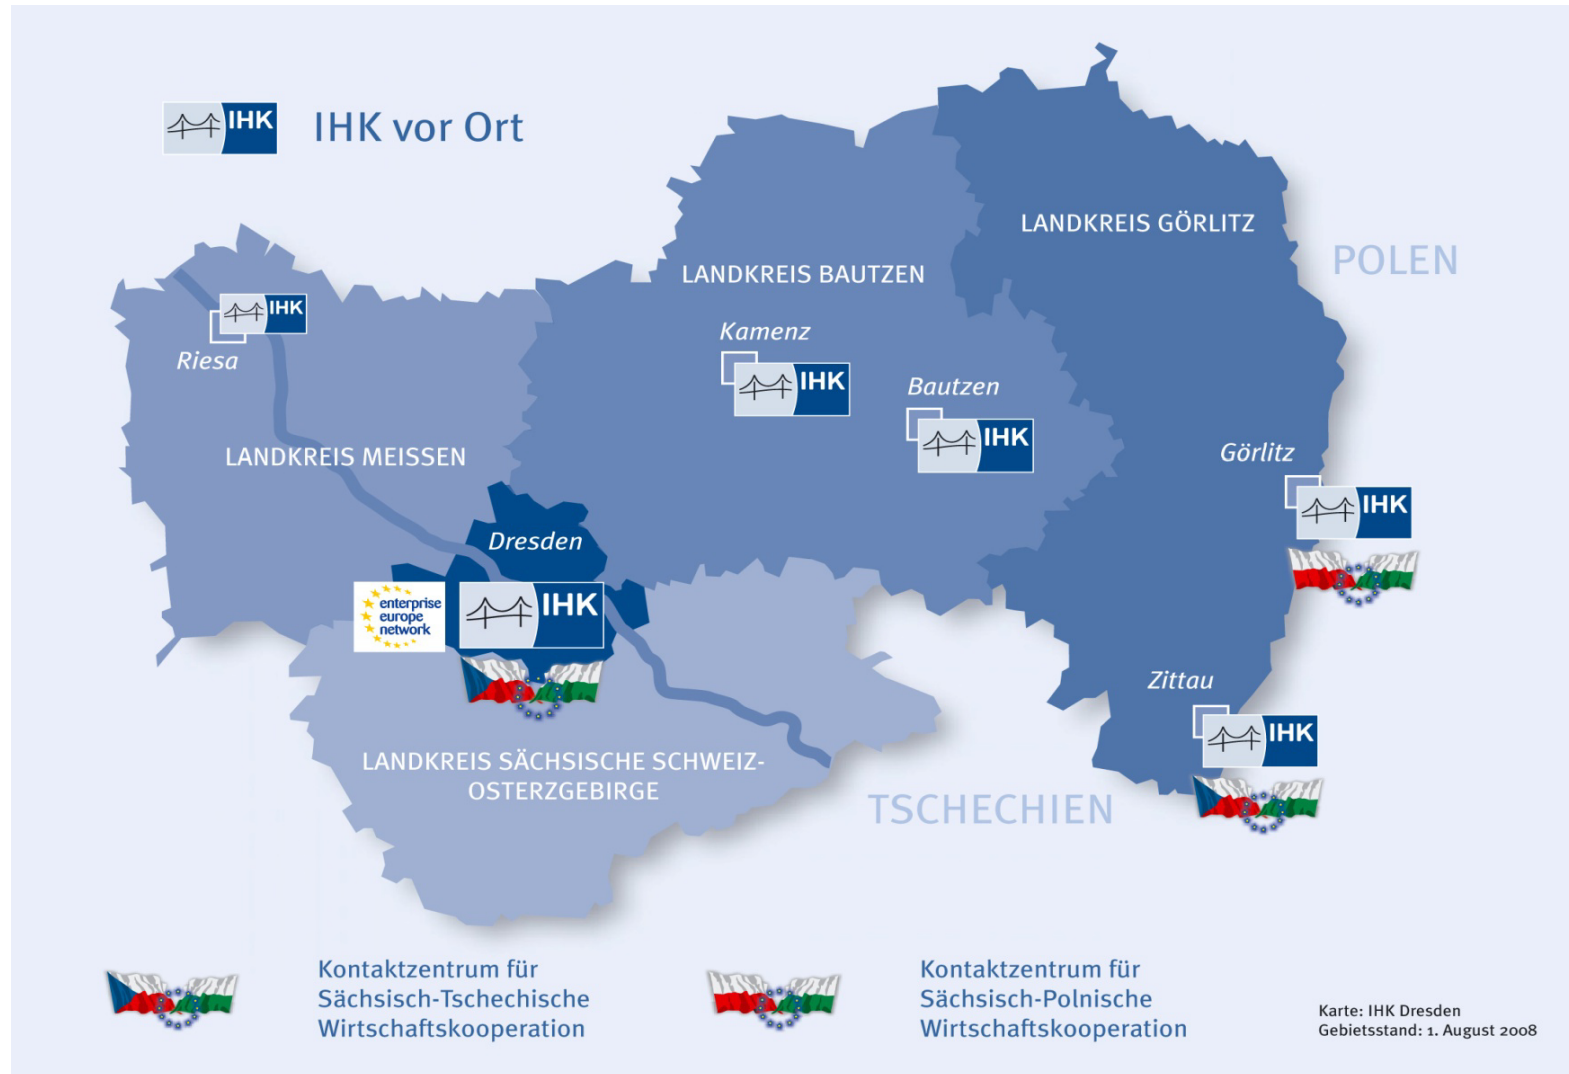 IHK
IHK vor Ort
LANDKREIS GÖRLITZ
POLEN
LANDKREIS BAUTZEN
IHK
Riesa
Kamenz
IHK
Bautzen
IHK
LANDKREIS MEISSEN
Görlitz
IHK
Dresden
enterprise
europe
network
IHK
Zittau
IHK
LANDKREIS SÄCHSISCHE SCHWEIZ-
OSTERZGEBIRGE
TSCHECHIEN
Kontaktzentrum für
Sächsisch-Tschechische
Wirtschaftskooperation
Kontaktzentrum für
Sächsisch-Polnische
Wirtschaftskooperation
Karte: IHK Dresden
Gebietsstand: 1. August 2008